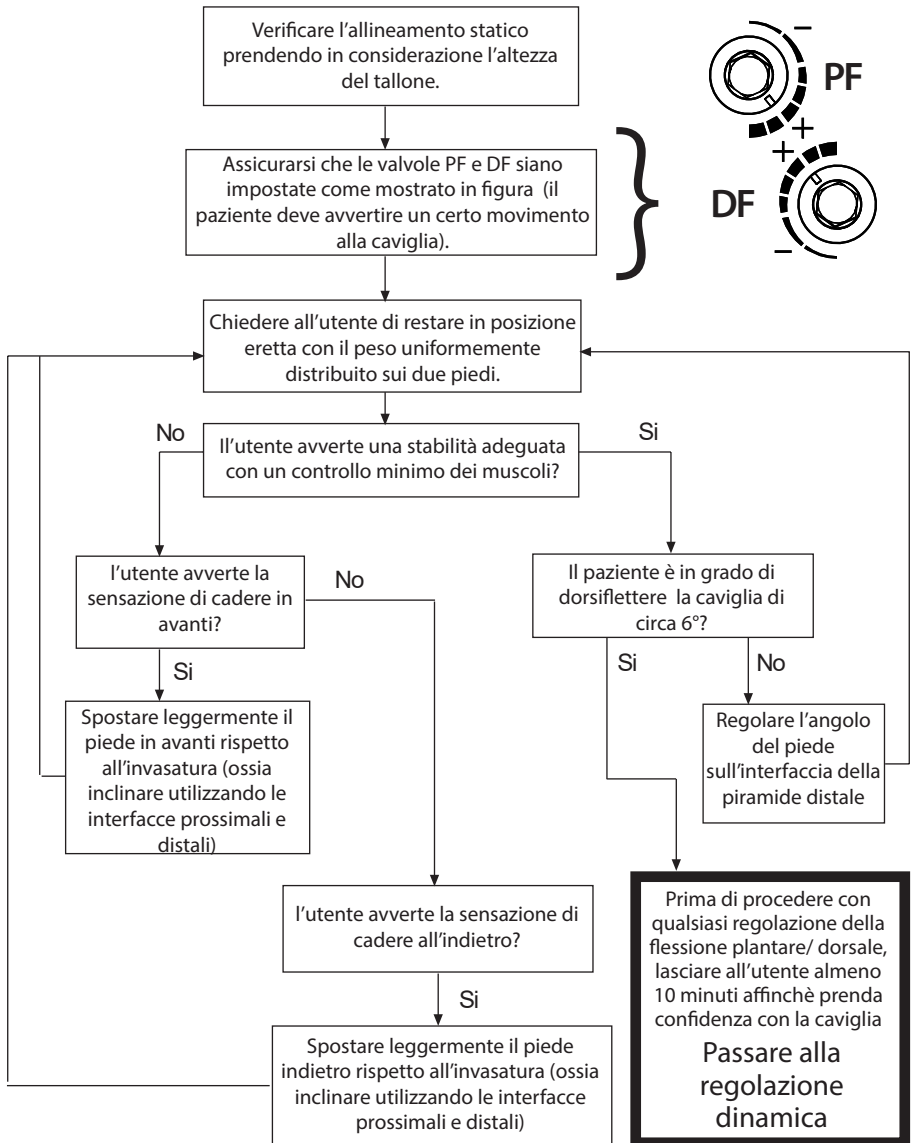 Verificare l'allineamento statico
prendendo in considerazione l'altezza
del tallone.
–
PF
+
Assicurarsi che le valvole PF e DF siano
impostate come mostrato in figura (il
paziente deve avvertire un certo movimento
alla caviglia).
+
DF
–
Chiedere all'utente di restare in posizione
eretta con il peso uniformemente
distribuito sui due piedi.
No
Si
Il'utente avverte una stabilità adeguata
con un controllo minimo dei muscoli?
l'utente avverte la
sensazione di cadere in
avanti?
No
Si
Il paziente è in grado di
dorsiflettere la caviglia di
circa 6°?
Si
No
Spostare leggermente il
piede in avanti rispetto
all'invasatura (ossia
inclinare utilizzando le
interfacce prossimali e
distali)
Regolare l'angolo
del piede
sull'interfaccia della
piramide distale
l'utente avverte la sensazione di
cadere all'indietro?
Si
Spostare leggermente il piede
indietro rispetto all'invasatura (ossia
inclinare utilizzando le interfacce
prossimali e distali)
Prima di procedere con
qualsiasi regolazione della
flessione plantare/ dorsale,
lasciare all'utente almeno
10 minuti affinchè prenda
confidenza con la caviglia
Passare alla
regolazione
dinamica